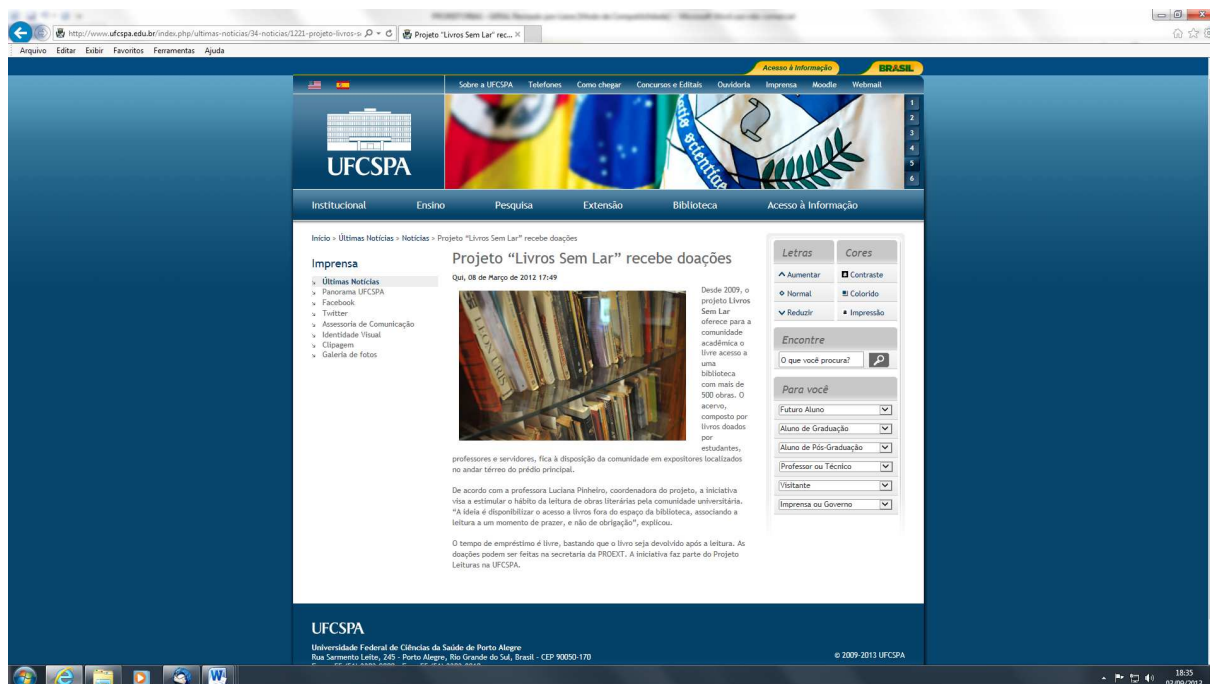 http://www.ufcspa.edu.br/index.php/ultimas-noticias/34-noticias/1221-projeto-livros-s
Projeto "Livros Sem Lar" rec...
Arquivo Editar Exibir Favoritos Ferramentas Ajuda
Acesso à Informação
BRASIL
Sobre a UFCSPA Telefones Como chegar Concursos e Editais Ouvidoria Imprensa Moodle Webmail
UFCSPA
1
2
3
4
5
6
Institucional Ensino Pesquisa Extensão Biblioteca Acesso à Informação
Início > Últimas Notícias > Notícias > Projeto "Livros Sem Lar" recebe doações
Imprensa
Últimas Notícias
Panorama UFCSPA
Facebook
Twitter
Assessoria de Comunicação
Identidade Visual
Clipagem
Galeria de fotos
Projeto “Livros Sem Lar” recebe doações
Qui, 08 de Março de 2012 17:49
LEON URIS
Desde 2009, o
projeto Livros
Sem Lar
oferece para a
comunidade
acadêmica o
livre acesso a
uma
biblioteca
com mais de
500 obras. O
acervo,
composto por
livros doados
por
estudantes,
professores e servidores, fica à disposição da comunidade em expositores localizados
no andar térreo do prédio principal.
De acordo com a professora Luciana Pinheiro, coordenadora do projeto, a iniciativa
visa a estimular o hábito da leitura de obras literárias pela comunidade universitária.
“A ideia é disponibilizar o acesso a livros fora do espaço da biblioteca, associando a
leitura a um momento de prazer, e não de obrigação”, explicou.
O tempo de empréstimo é livre, bastando que o livro seja devolvido após a leitura. As
doações podem ser feitas na secretaria da PROEXT. A iniciativa faz parte do Projeto
Leituras na UFCSPA.
Letras Cores
Aumentar Contraste
Normal Colorido
Reduzir Impressão
Encontre
O que você procura?
Para você
Futuro Aluno
Aluno de Graduação
Aluno de Pós-Graduação
Professor ou Técnico
Visitante
Imprensa ou Governo
UFCSPA
Universidade Federal de Ciências da Saúde de Porto Alegre
Rua Sarmento Leite, 245 - Porto Alegre, Rio Grande do Sul, Brasil - CEP 90050-170
© 2009-2013 UFCSPA
18:35